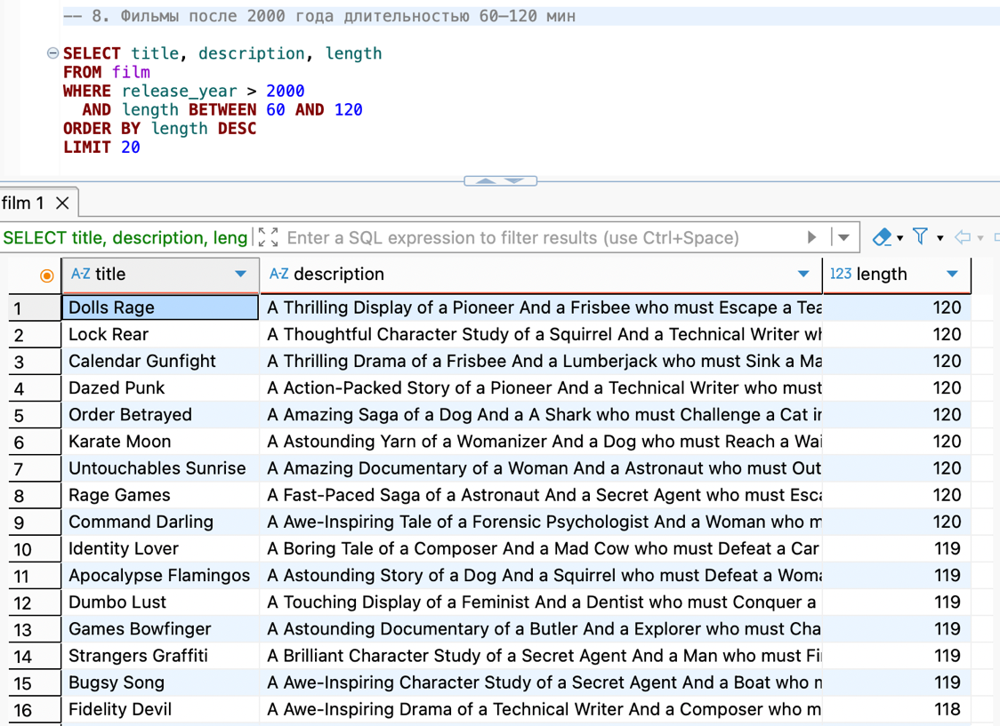 -- 8. Фильмы после 2000 года длительностью 60–120 мин
SELECT title, description, length
FROM film
WHERE release_year > 2000
AND length BETWEEN 60 AND 120
ORDER BY length DESC
LIMIT 20
film 1
SELECT title, description, leng Enter a SQL expression to filter results (use Ctrl+Space)
A-Z title A-Z description 123 length
1 Dolls Rage A Thrilling Display of a Pioneer And a Frisbee who must Escape a Tea 120
2 Lock Rear A Thoughtful Character Study of a Squirrel And a Technical Writer wh 120
3 Calendar Gunfight A Thrilling Drama of a Frisbee And a Lumberjack who must Sink a Ma 120
4 Dazed Punk A Action-Packed Story of a Pioneer And a Technical Writer who must 120
5 Order Betrayed A Amazing Saga of a Dog And a A Shark who must Challenge a Cat in 120
6 Karate Moon A Astounding Yarn of a Womanizer And a Dog who must Reach a Wai 120
7 Untouchables Sunrise A Amazing Documentary of a Woman And a Astronaut who must Out 120
8 Rage Games A Fast-Paced Saga of a Astronaut And a Secret Agent who must Esca 120
9 Command Darling A Awe-Inspiring Tale of a Forensic Psychologist And a Woman who m 120
10 Identity Lover A Boring Tale of a Composer And a Mad Cow who must Defeat a Car 119
11 Apocalypse Flamingos A Astounding Story of a Dog And a Squirrel who must Defeat a Woma 119
12 Dumbo Lust A Touching Display of a Feminist And a Dentist who must Conquer a 119
13 Games Bowfinger A Astounding Documentary of a Butler And a Explorer who must Cha 119
14 Strangers Graffiti A Brilliant Character Study of a Secret Agent And a Man who must Fi 119
15 Bugsy Song A Awe-Inspiring Character Study of a Secret Agent And a Boat who m 119
16 Fidelity Devil A Awe-Inspiring Drama of a Technical Writer And a Composer who m 118